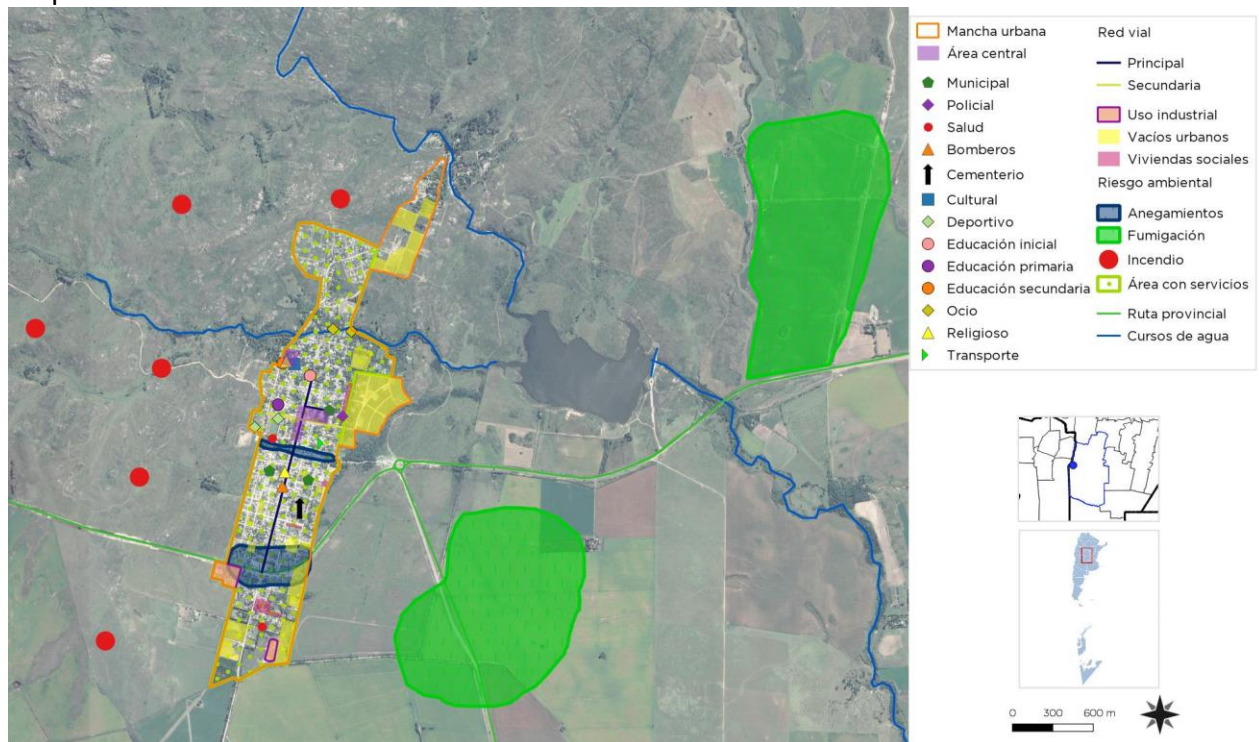 Mancha urbana
Área central
Municipal
Policial
Salud
Bomberos
Cementerio
Cultural
Deportivo
Educación inicial
Educación primaria
Educación secundaria
Ocio
Religioso
Transporte
Red vial
Principal
Secundaria
Uso industrial
Vacíos urbanos
Viviendas sociales
Riesgo ambiental
Anegamientos
Fumigación
Incendio
Área con servicios
Ruta provincial
Cursos de agua
0 300 600 m